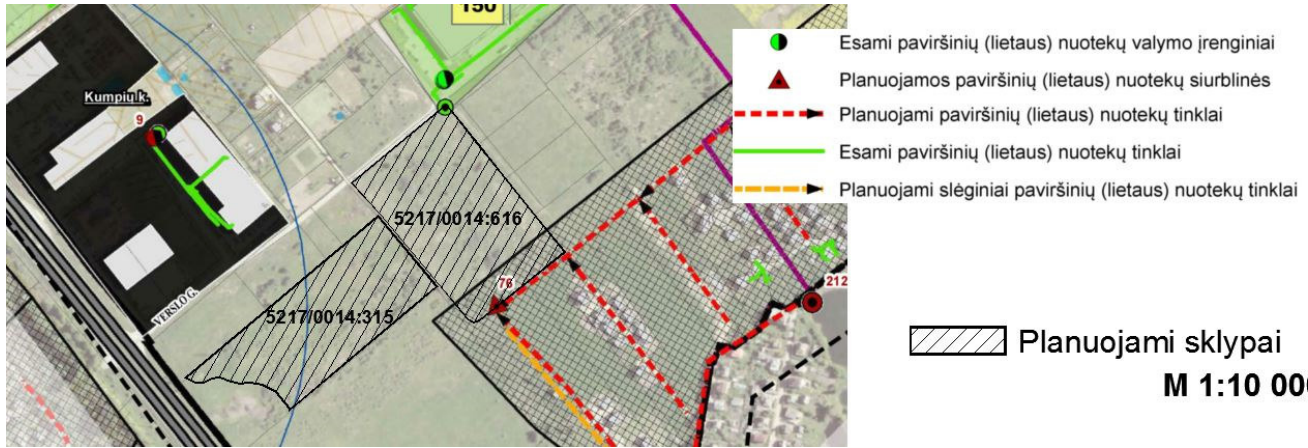 150
Kumpių k.
9
5217/0014:616
5217/0014:315
VERSLO G.
76
212
Esami paviršinių (lietaus) nuotekų valymo įrenginiai
Planuojamos paviršinių (lietaus) nuotekų siurblinės
Planuojami paviršinių (lietaus) nuotekų tinklai
Esami paviršinių (lietaus) nuotekų tinklai
Planuojami slėginiai paviršinių (lietaus) nuotekų tinklai
Planuojami sklypai
M 1:10 000